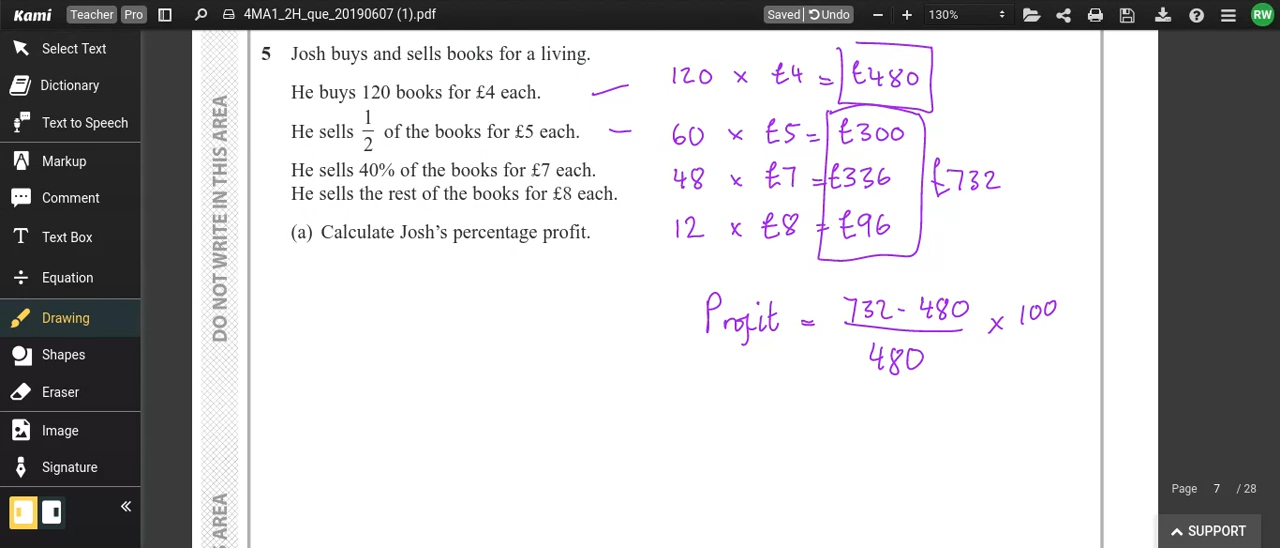 Kami Teacher Pro 4MA1_2H_que_20190607 (1).pdf Saved Undo 130% RW
Select Text
Dictionary
Text to Speech
Markup
Comment
Text Box
Equation
Drawing
Shapes
Eraser
Image
Signature
DO NOT WRITE IN THIS AREA
S AREA
5 Josh buys and sells books for a living.
He buys 120 books for £4 each.
He sells 1/2 of the books for £5 each.
He sells 40% of the books for £7 each.
He sells the rest of the books for £8 each.
(a) Calculate Josh's percentage profit.
120 × £4 = £480
60 × £5 = £300
48 × £7 = £336
12 × £8 = £96
£732
Profit = 732 - 480 / 480 × 100
Page 7 / 28
SUPPORT